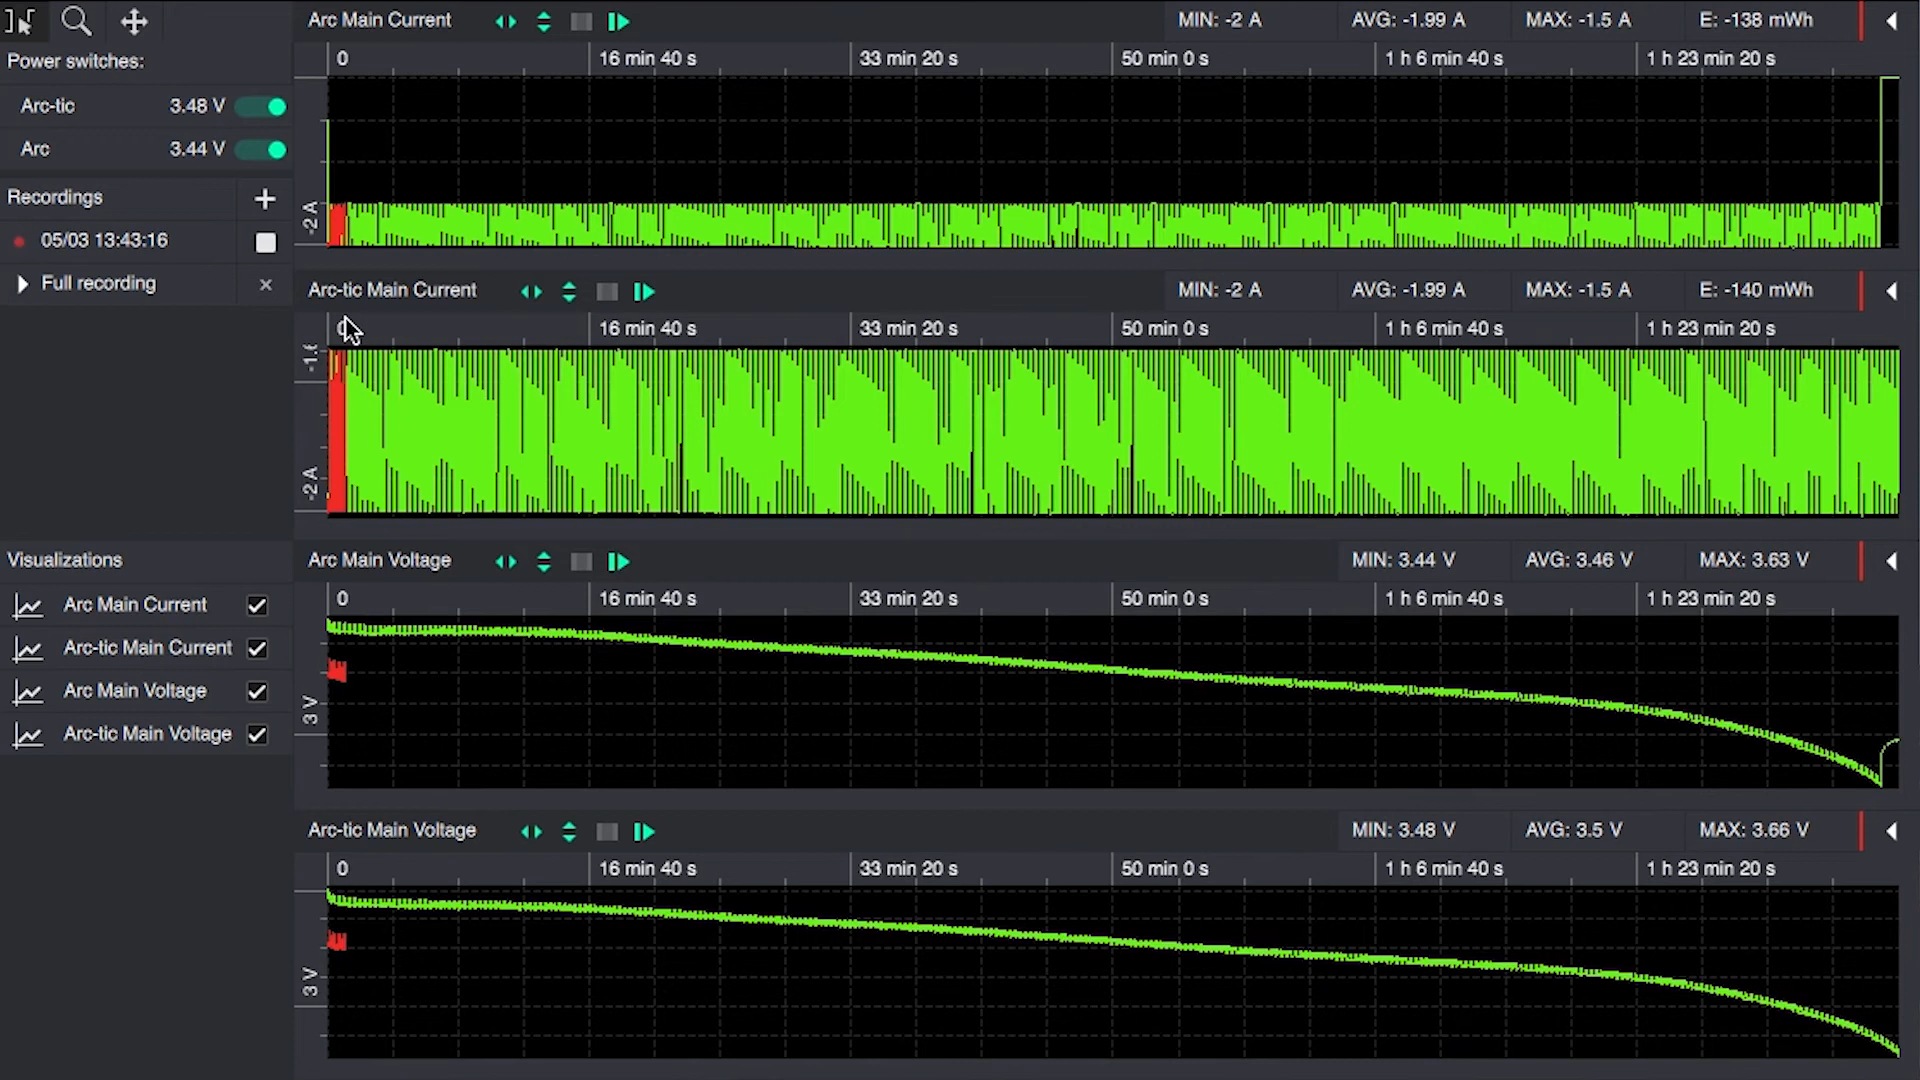 Power switches:
Arc-tic 3.48 V
Arc 3.44 V
Recordings
05/03 13:43:16
Full recording
Visualizations
Arc Main Current
Arc-tic Main Current
Arc Main Voltage
Arc-tic Main Voltage
Arc Main Current MIN: -2 A AVG: -1.99 A MAX: -1.5 A E: -138 mWh
0 16 min 40 s 33 min 20 s 50 min 0 s 1 h 6 min 40 s 1 h 23 min 20 s
-2 A
Arc-tic Main Current MIN: -2 A AVG: -1.99 A MAX: -1.5 A E: -140 mWh
16 min 40 s 33 min 20 s 50 min 0 s 1 h 6 min 40 s 1 h 23 min 20 s
-2 A
Arc Main Voltage MIN: 3.44 V AVG: 3.46 V MAX: 3.63 V
0 16 min 40 s 33 min 20 s 50 min 0 s 1 h 6 min 40 s 1 h 23 min 20 s
3 V
Arc-tic Main Voltage MIN: 3.48 V AVG: 3.5 V MAX: 3.66 V
0 16 min 40 s 33 min 20 s 50 min 0 s 1 h 6 min 40 s 1 h 23 min 20 s
3 V